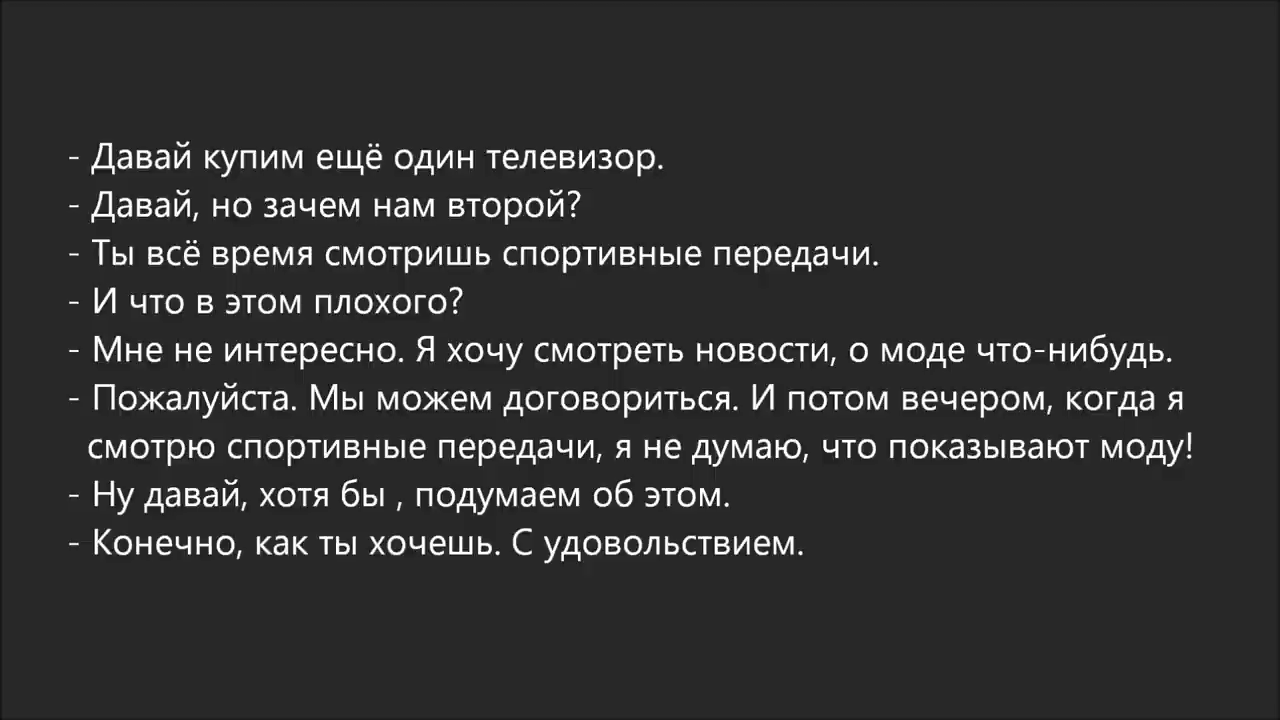 - Давай купим ещё один телевизор.
- Давай, но зачем нам второй?
- Ты всё время смотришь спортивные передачи.
- И что в этом плохого?
- Мне не интересно. Я хочу смотреть новости, о моде что-нибудь.
- Пожалуйста. Мы можем договориться. И потом вечером, когда я
смотрю спортивные передачи, я не думаю, что показывают моду!
- Ну давай, хотя бы , подумаем об этом.
- Конечно, как ты хочешь. С удовольствием.